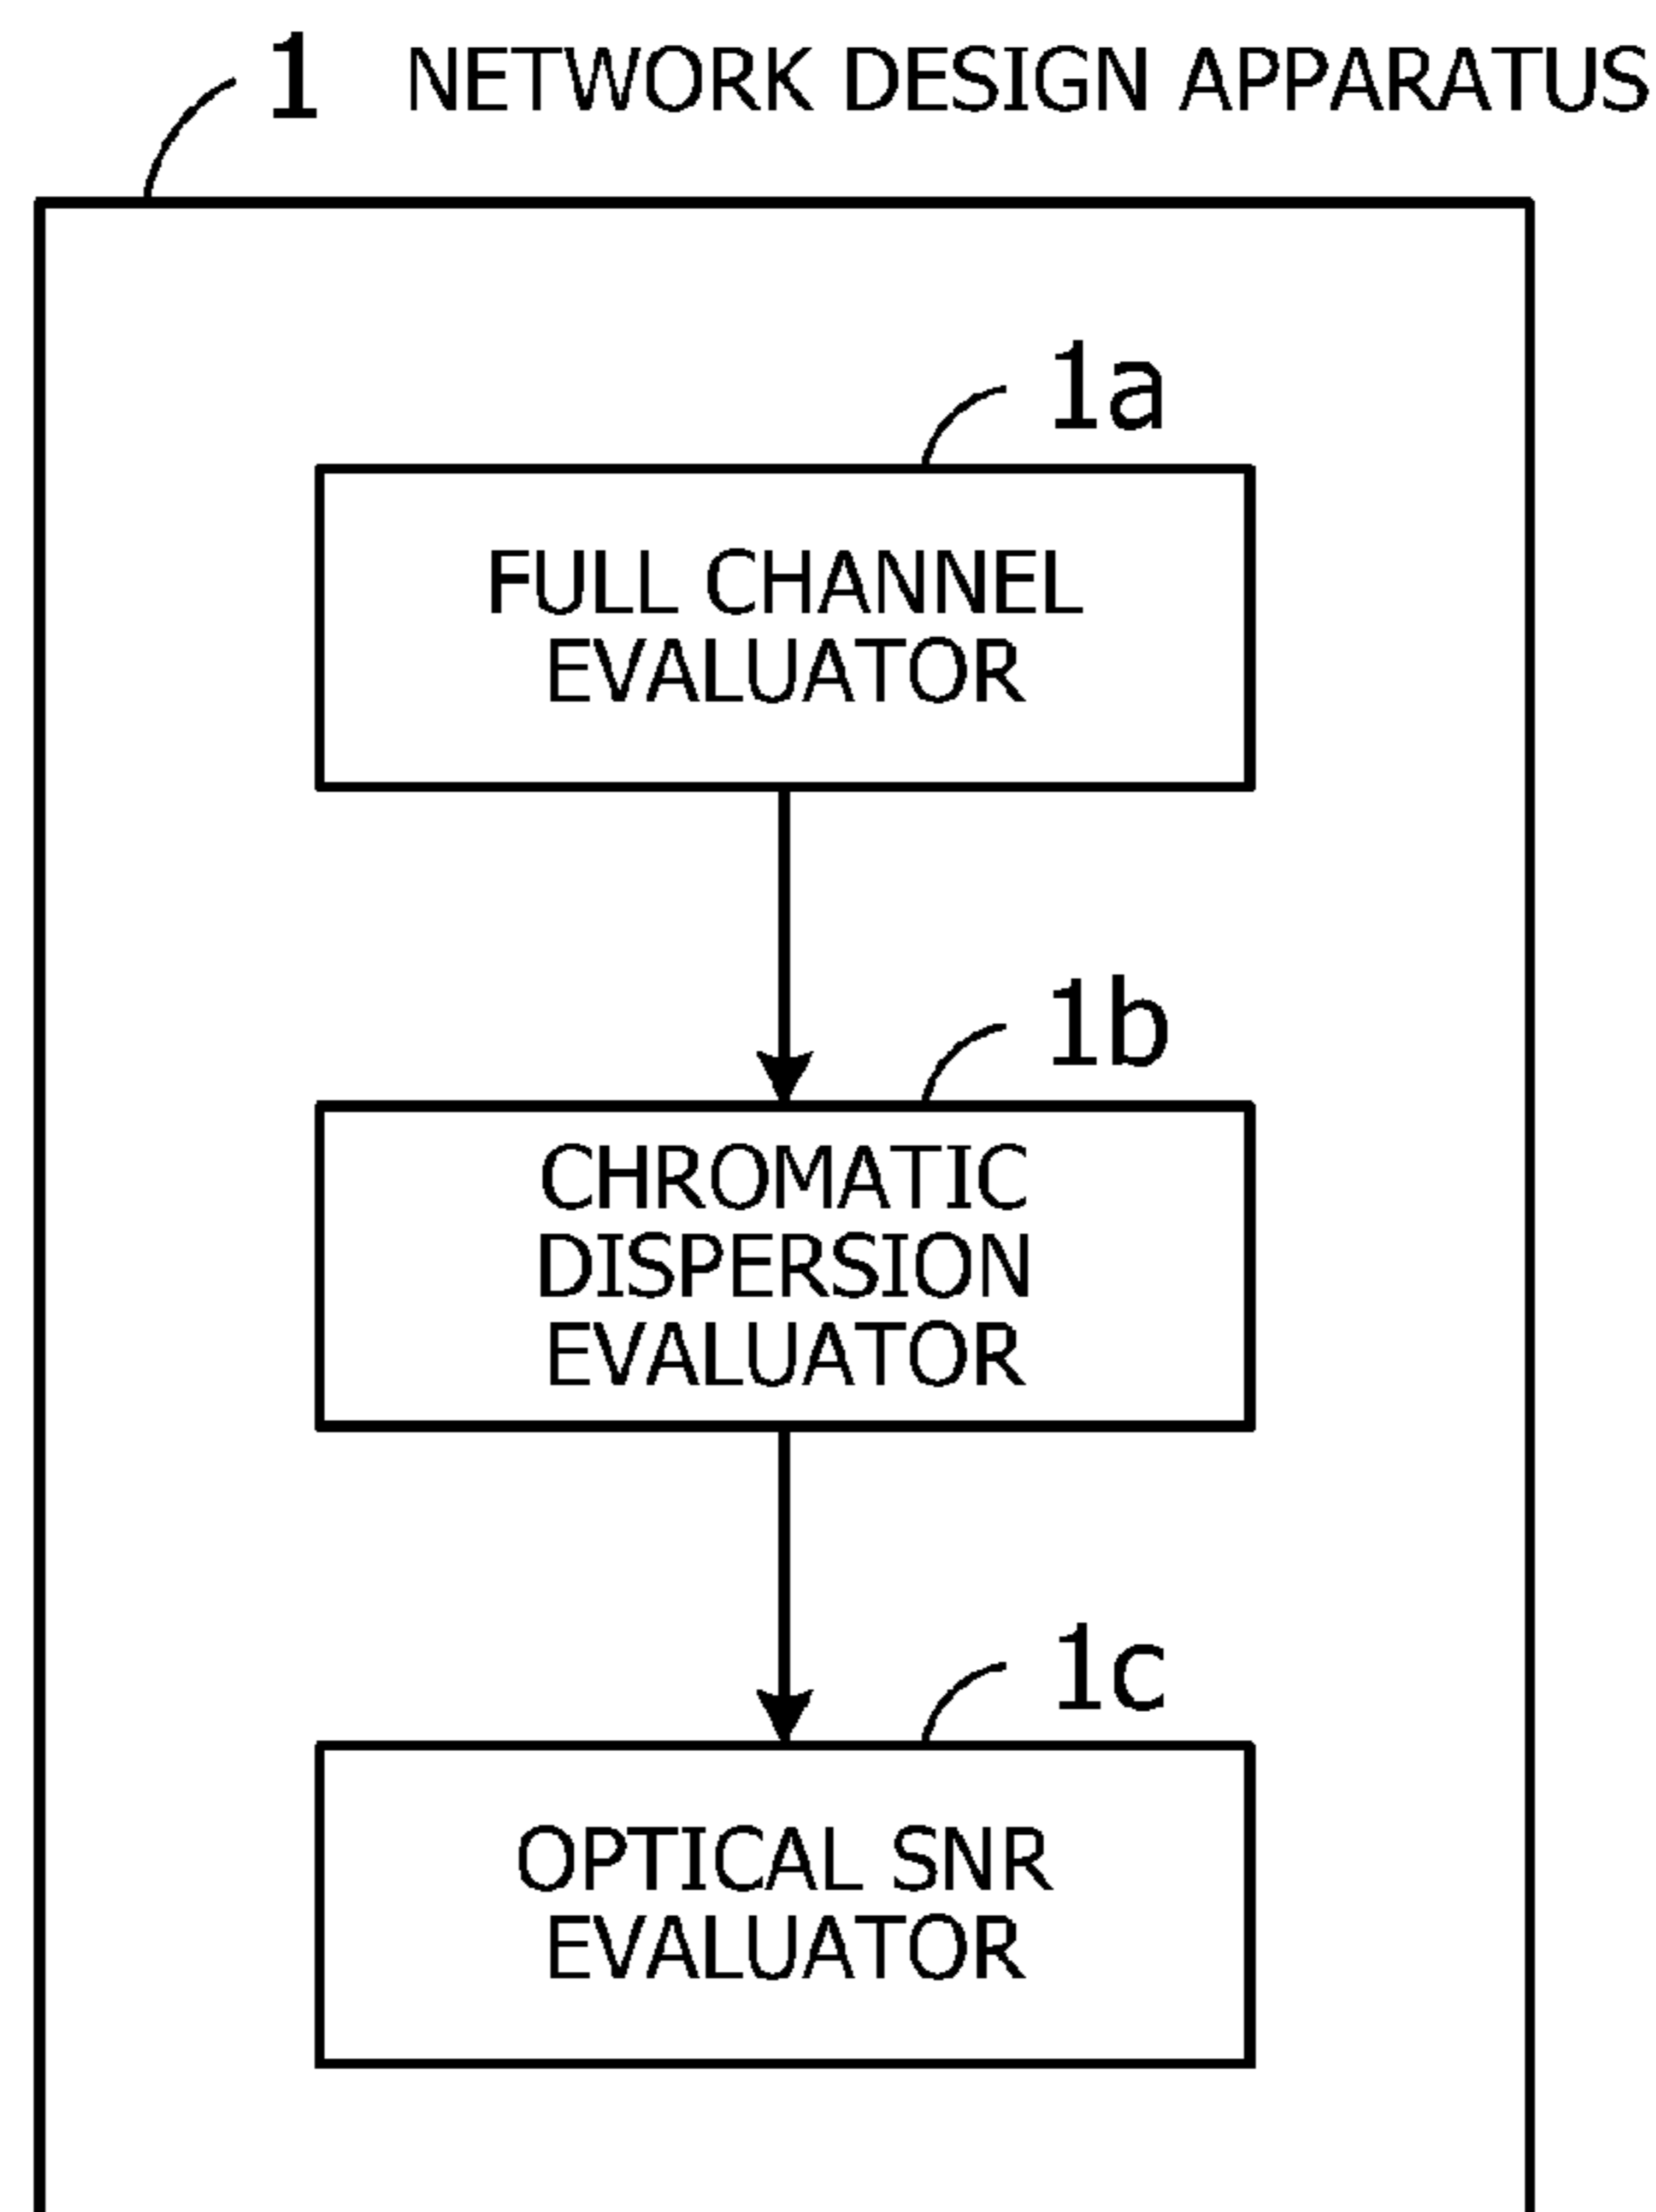 1 NETWORK DESIGN APPARATUS
1a
FULL CHANNEL
EVALUATOR
1b
CHROMATIC
DISPERSION
EVALUATOR
1c
OPTICAL SNR
EVALUATOR